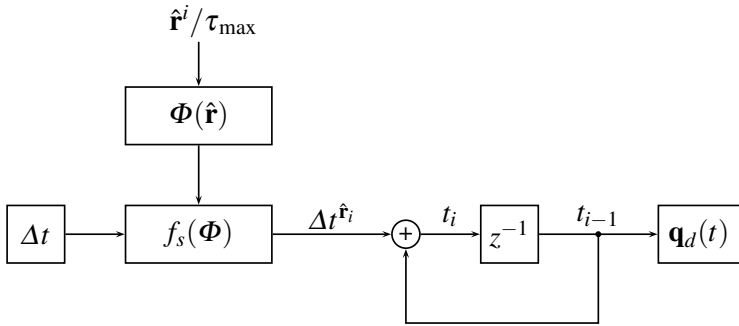 r̂ⁱ/τ_max
Φ(r̂)
Δt
f_s(Φ)
Δt^{r̂_i}
+
t_i
z⁻¹
t_{i−1}
q_d(t)